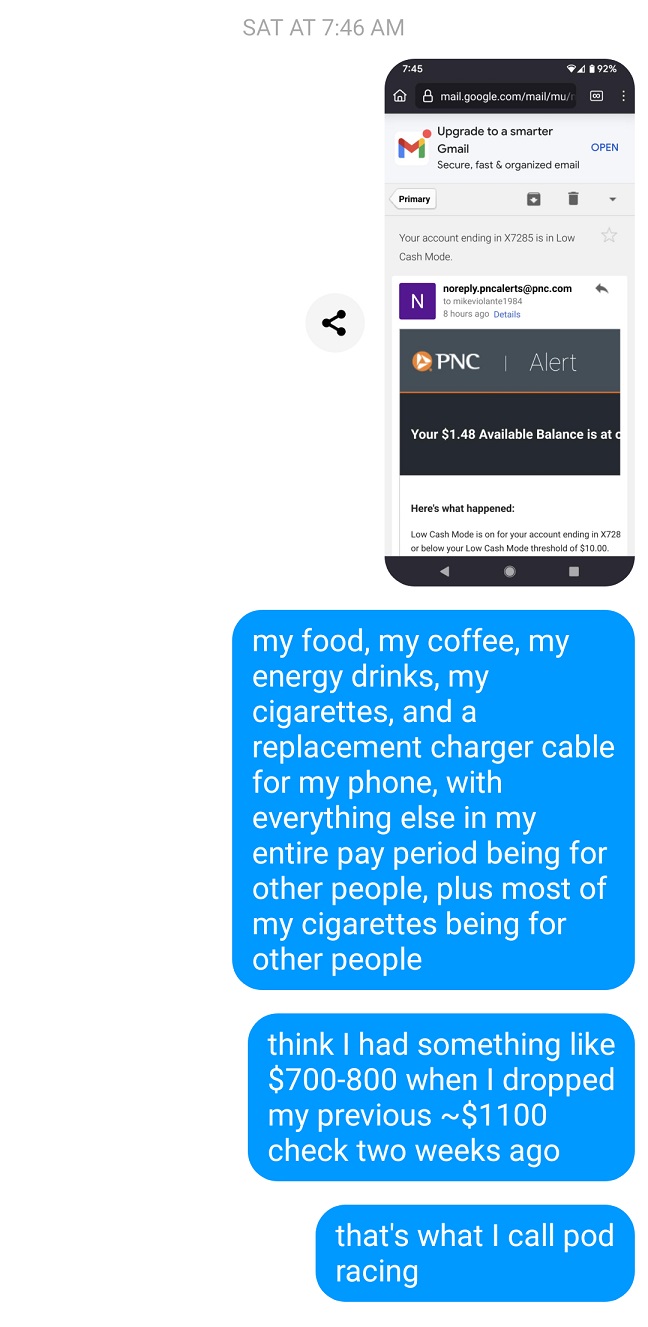 SAT AT 7:46 AM
7:45
92%
mail.google.com/mail/mu/
Upgrade to a smarter
Gmail
Secure, fast & organized email
OPEN
Primary
Your account ending in X7285 is in Low
Cash Mode.
N
noreply.pncalerts@pnc.com
to mikeviolante1984
8 hours ago Details
PNC | Alert
Your $1.48 Available Balance is at
Here's what happened:
Low Cash Mode is on for your account ending in X728
or below your Low Cash Mode threshold of $10.00.
my food, my coffee, my
energy drinks, my
cigarettes, and a
replacement charger cable
for my phone, with
everything else in my
entire pay period being for
other people, plus most of
my cigarettes being for
other people
think I had something like
$700-800 when I dropped
my previous ~$1100
check two weeks ago
that's what I call pod
racing